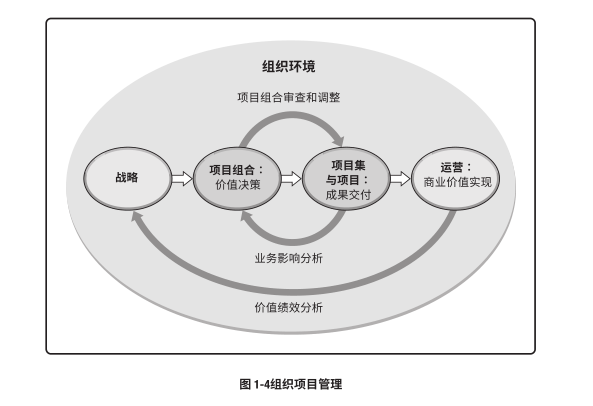 组织环境
项目组合审查和调整
战略
项目组合：
价值决策
项目集
与项目：
成果交付
运营：
商业价值实现
业务影响分析
价值绩效分析
图 1-4组织项目管理